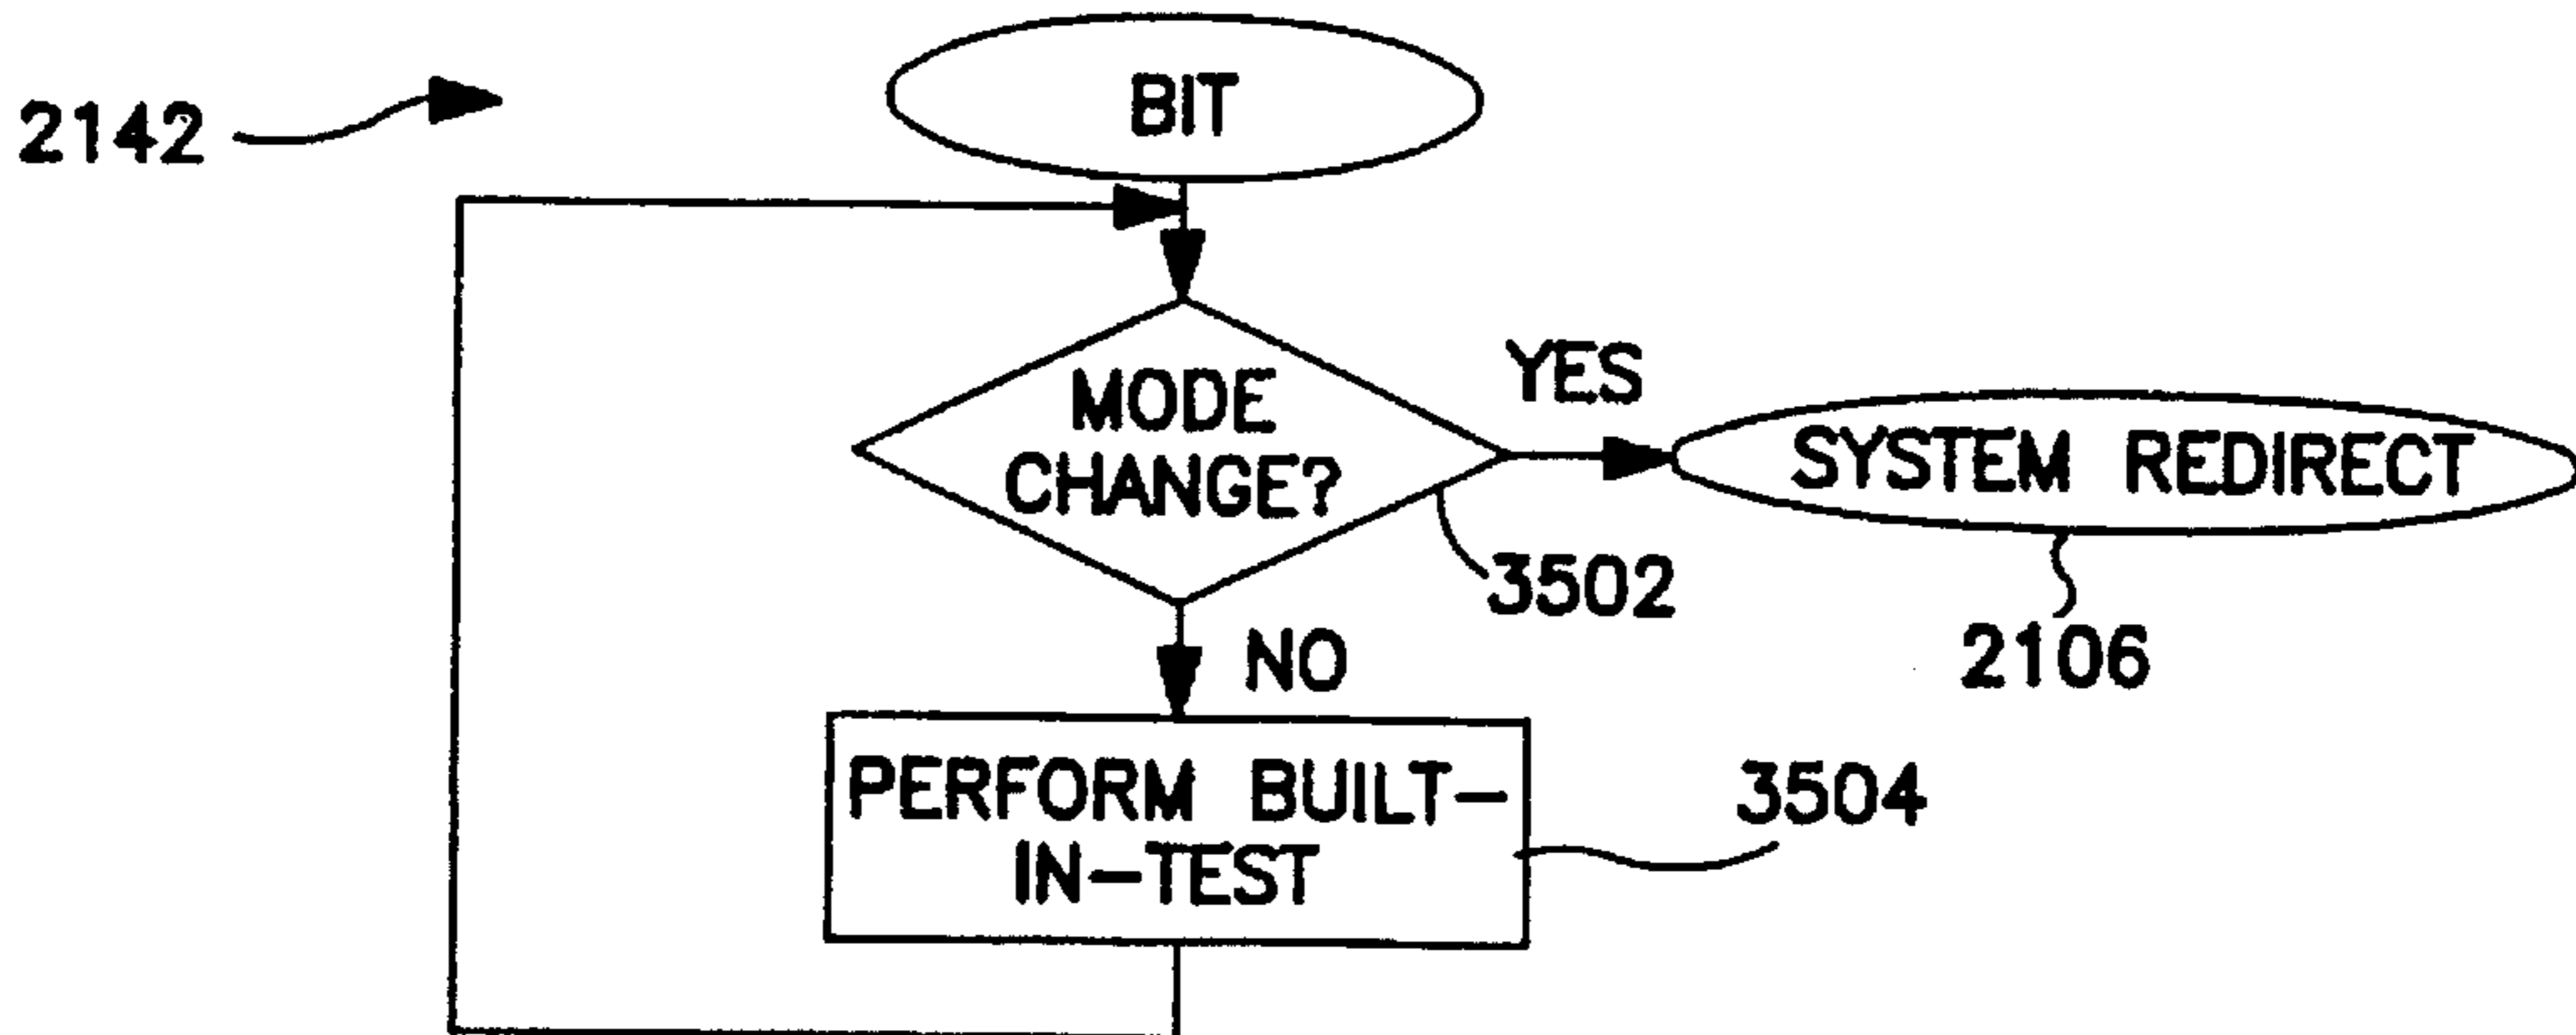 2142
BIT
MODE
CHANGE?
YES
SYSTEM REDIRECT
3502
2106
NO
PERFORM BUILT-
IN-TEST
3504